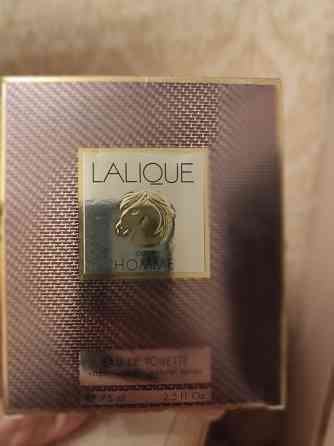 LALIQUE
HOMME
EAU DE TOILETTE
75 ml 2.5 Fl Oz